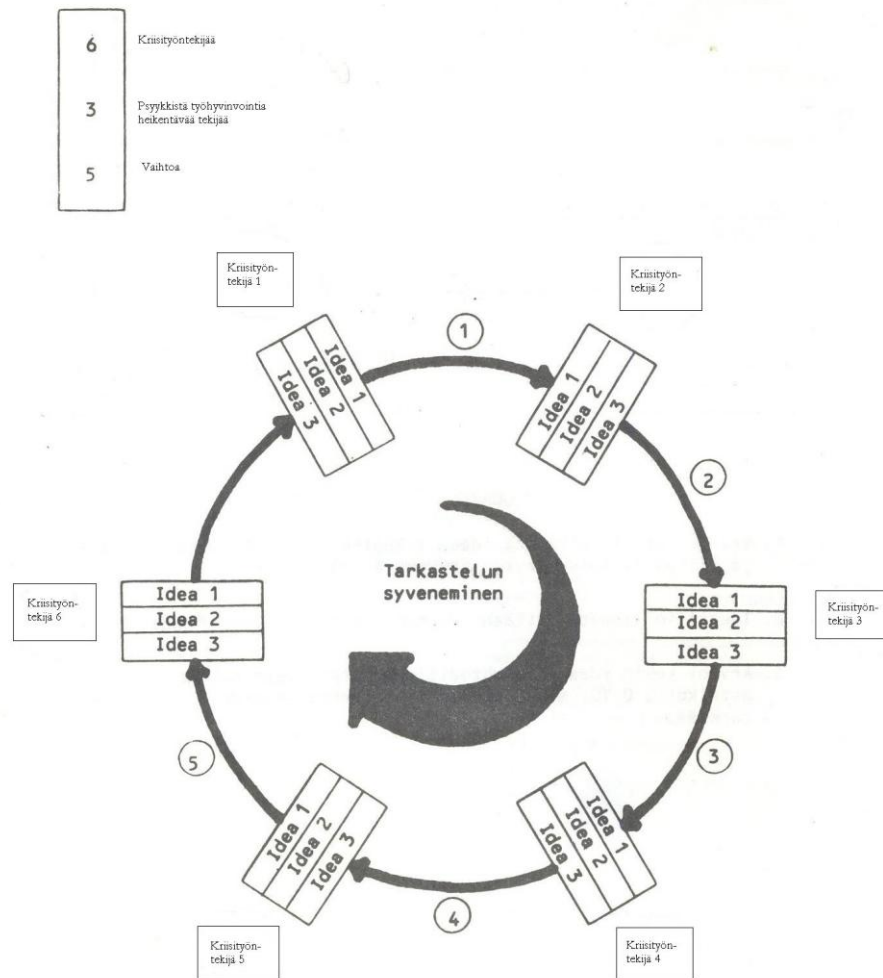 6
Kriisityöntekijää
3
Psyykkistä työhyvinvointia
heikentävää tekijää
5
Vaihtoa
Kriisityön-
tekijä 1
Kriisityön-
tekijä 2
1
Idea 1
Idea 2
Idea 3
Idea 1
Idea 2
Idea 3
2
Tarkastelun
syveneminen
Kriisityön-
tekijä 6
Idea 1
Idea 2
Idea 3
Idea 1
Idea 2
Idea 3
Kriisityön-
tekijä 3
5
3
Idea 1
Idea 2
Idea 3
Idea 1
Idea 2
Idea 3
4
Kriisityön-
tekijä 5
Kriisityön-
tekijä 4